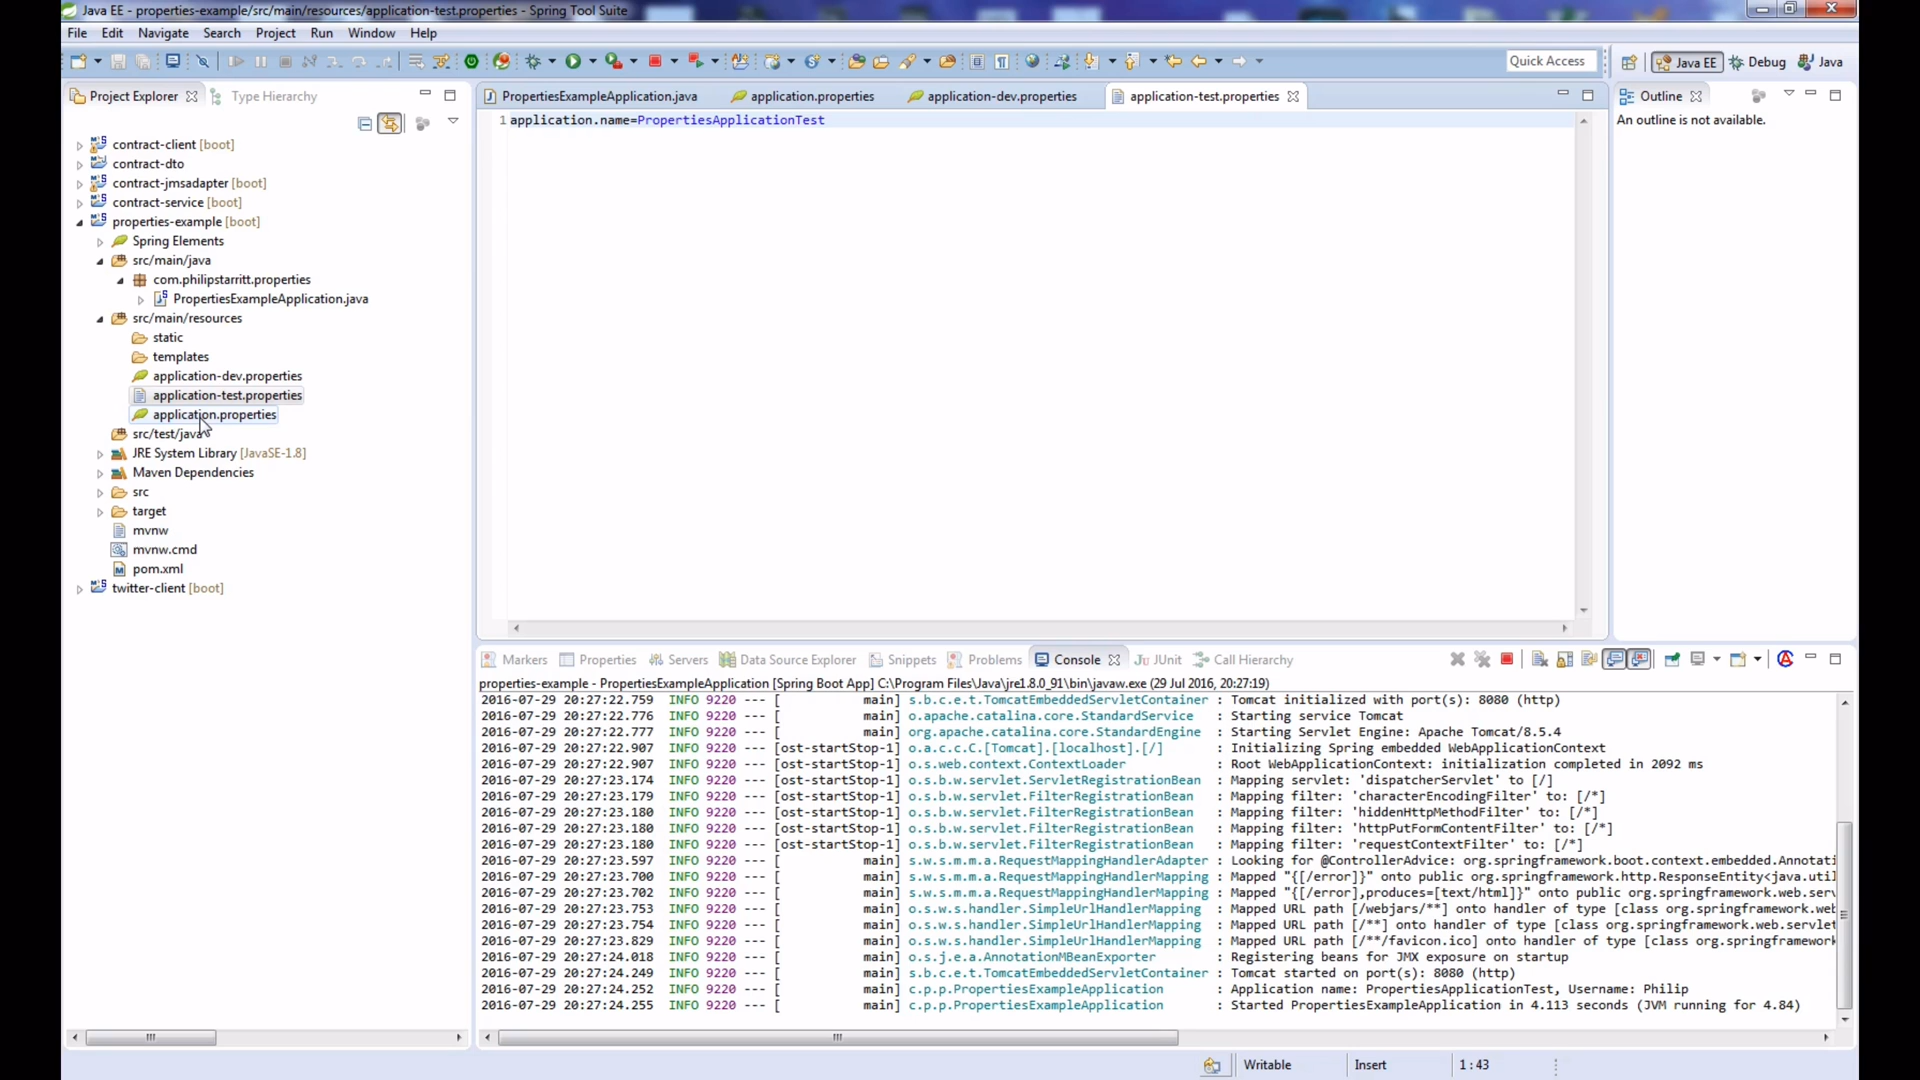 Java EE - properties-example/src/main/resources/application-test.properties - Spring Tool Suite
File Edit Navigate Search Project Run Window Help
Quick Access
Java EE Debug Java
Project Explorer Type Hierarchy
contract-client [boot]
contract-dto
contract-jmsadapter [boot]
contract-service [boot]
properties-example [boot]
Spring Elements
src/main/java
com.philipstarritt.properties
PropertiesExampleApplication.java
src/main/resources
static
templates
application-dev.properties
application-test.properties
application.properties
src/test/java
JRE System Library [JavaSE-1.8]
Maven Dependencies
src
target
mvnw
mvnw.cmd
pom.xml
twitter-client [boot]
PropertiesExampleApplication.java application.properties application-dev.properties application-test.properties
1 application.name=PropertiesApplicationTest
Outline
An outline is not available.
Markers Properties Servers Data Source Explorer Snippets Problems Console JUnit Call Hierarchy
properties-example - PropertiesExampleApplication [Spring Boot App] C:\Program Files\Java\jre1.8.0_91\bin\javaw.exe (29 Jul 2016, 20:27:19)
2016-07-29 20:27:22.759 INFO 9220 --- [ main] s.b.c.e.t.TomcatEmbeddedServletContainer : Tomcat initialized with port(s): 8080 (http)
2016-07-29 20:27:22.776 INFO 9220 --- [ main] o.apache.catalina.core.StandardService : Starting service Tomcat
2016-07-29 20:27:22.777 INFO 9220 --- [ main] org.apache.catalina.core.StandardEngine : Starting Servlet Engine: Apache Tomcat/8.5.4
2016-07-29 20:27:22.907 INFO 9220 --- [ost-startStop-1] o.a.c.c.C.[Tomcat].[localhost].[/] : Initializing Spring embedded WebApplicationContext
2016-07-29 20:27:22.907 INFO 9220 --- [ost-startStop-1] o.s.web.context.ContextLoader : Root WebApplicationContext: initialization completed in 2092 ms
2016-07-29 20:27:23.174 INFO 9220 --- [ost-startStop-1] o.s.b.w.servlet.ServletRegistrationBean : Mapping servlet: 'dispatcherServlet' to [/]
2016-07-29 20:27:23.179 INFO 9220 --- [ost-startStop-1] o.s.b.w.servlet.FilterRegistrationBean : Mapping filter: 'characterEncodingFilter' to: [/*]
2016-07-29 20:27:23.180 INFO 9220 --- [ost-startStop-1] o.s.b.w.servlet.FilterRegistrationBean : Mapping filter: 'hiddenHttpMethodFilter' to: [/*]
2016-07-29 20:27:23.180 INFO 9220 --- [ost-startStop-1] o.s.b.w.servlet.FilterRegistrationBean : Mapping filter: 'httpPutFormContentFilter' to: [/*]
2016-07-29 20:27:23.180 INFO 9220 --- [ost-startStop-1] o.s.b.w.servlet.FilterRegistrationBean : Mapping filter: 'requestContextFilter' to: [/*]
2016-07-29 20:27:23.597 INFO 9220 --- [ main] s.w.s.m.m.a.RequestMappingHandlerAdapter : Looking for @ControllerAdvice: org.springframework.boot.context.embedded.Annotati
2016-07-29 20:27:23.700 INFO 9220 --- [ main] s.w.s.m.m.a.RequestMappingHandlerMapping : Mapped "{[/error]}" onto public org.springframework.http.ResponseEntity<java.util
2016-07-29 20:27:23.702 INFO 9220 --- [ main] s.w.s.m.m.a.RequestMappingHandlerMapping : Mapped "{[/error],produces=[text/html]}" onto public org.springframework.web.serv
2016-07-29 20:27:23.753 INFO 9220 --- [ main] o.s.w.s.handler.SimpleUrlHandlerMapping : Mapped URL path [/webjars/**] onto handler of type [class org.springframework.web
2016-07-29 20:27:23.754 INFO 9220 --- [ main] o.s.w.s.handler.SimpleUrlHandlerMapping : Mapped URL path [/**] onto handler of type [class org.springframework.web.servlet
2016-07-29 20:27:23.829 INFO 9220 --- [ main] o.s.w.s.handler.SimpleUrlHandlerMapping : Mapped URL path [/**/favicon.ico] onto handler of type [class org.springframework
2016-07-29 20:27:24.018 INFO 9220 --- [ main] o.s.j.e.a.AnnotationMBeanExporter : Registering beans for JMX exposure on startup
2016-07-29 20:27:24.249 INFO 9220 --- [ main] s.b.c.e.t.TomcatEmbeddedServletContainer : Tomcat started on port(s): 8080 (http)
2016-07-29 20:27:24.252 INFO 9220 --- [ main] c.p.p.PropertiesExampleApplication : Application name: PropertiesApplicationTest, Username: Philip
2016-07-29 20:27:24.255 INFO 9220 --- [ main] c.p.p.PropertiesExampleApplication : Started PropertiesExampleApplication in 4.113 seconds (JVM running for 4.84)
Writable Insert 1 : 43